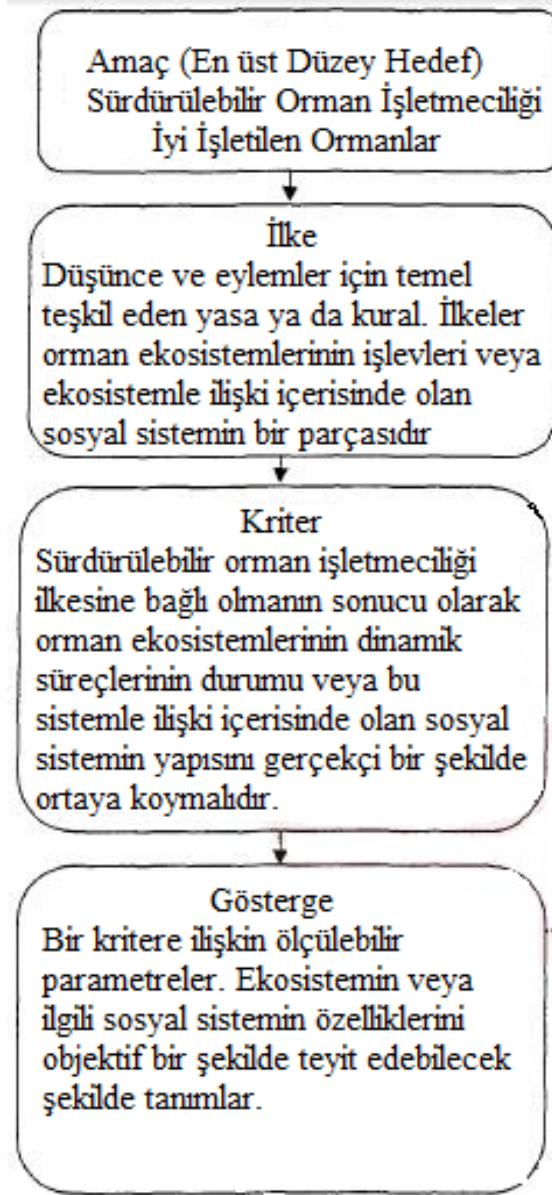 Amaç (En üst Düzey Hedef)
Sürdürülebilir Orman İşletmeciliği
İyi İşletilen Ormanlar
İlke
Düşünce ve eylemler için temel
teşkil eden yasa ya da kural. İlkeler
orman ekosistemlerinin işlevleri veya
ekosistemle ilişki içerisinde olan
sosyal sistemin bir parçasıdır
Kriter
Sürdürülebilir orman işletmeciliği
ilkesine bağlı olmanın sonucu olarak
orman ekosistemlerinin dinamik
süreçlerinin durumu veya bu
sistemle ilişki içerisinde olan sosyal
sistemin yapısını gerçekçi bir şekilde
ortaya koymalıdır.
Gösterge
Bir kritere ilişkin ölçülebilir
parametreler. Ekosistemin veya
ilgili sosyal sistemin özelliklerini
objektif bir şekilde teyit edebilecek
şekilde tanımlar.